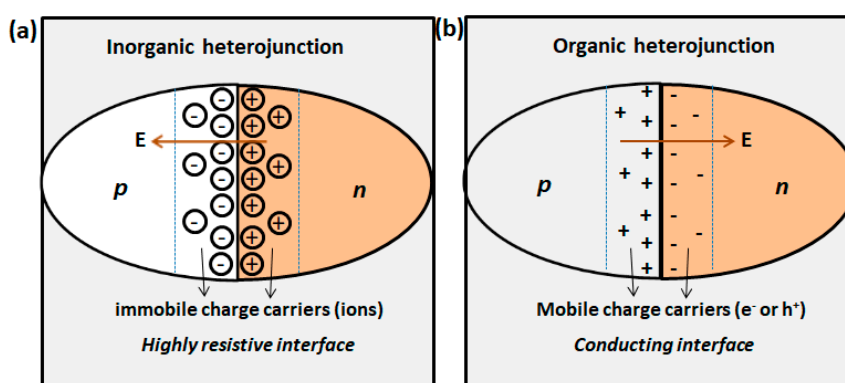 (a)
Inorganic heterojunction
E
p
n
immobile charge carriers (ions)
Highly resistive interface
(b)
Organic heterojunction
E
p
n
Mobile charge carriers (e- or h+)
Conducting interface